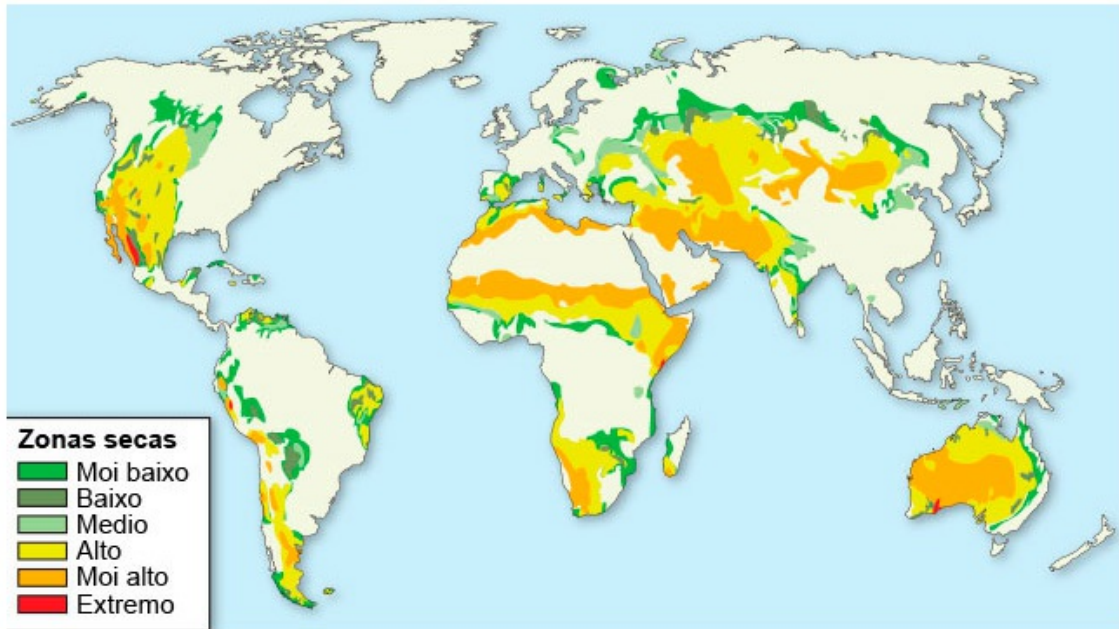 Zonas secas
Moi baixo
Baixo
Medio
Alto
Moi alto
Extremo